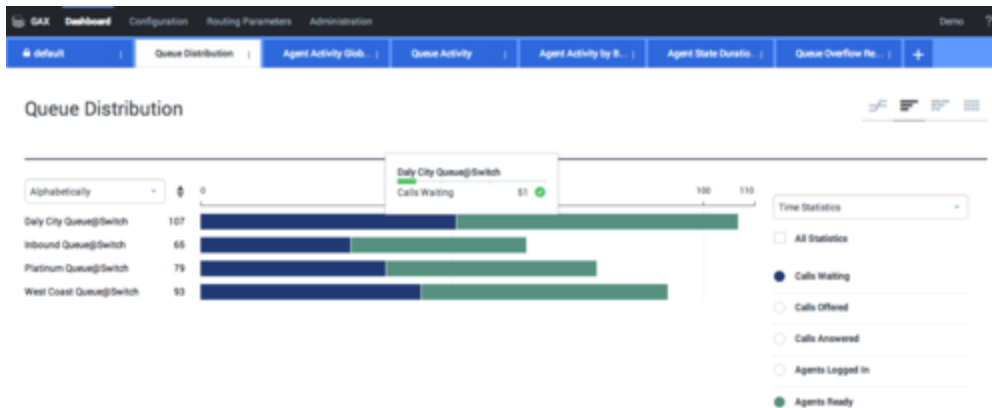 GAX Dashboard Configuration Routing Parameters Administration Demo ?
default Queue Distribution Agent Activity Glob... Queue Activity Agent Activity by B... Agent State Duratio... Queue Overflow Re... +
Queue Distribution
Daly City Queue@Switch
Calls Waiting 51
Alphabetically 0 100 110
Daly City Queue@Switch 107
Inbound Queue@Switch 65
Platinum Queue@Switch 79
West Coast Queue@Switch 93
Time Statistics
All Statistics
Calls Waiting
Calls Offered
Calls Answered
Agents Logged In
Agents Ready